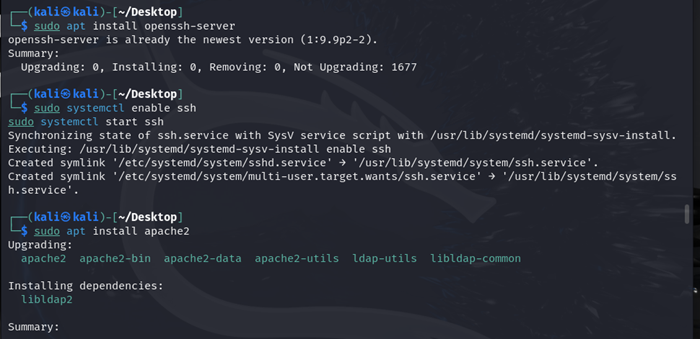 ┌──(kali㉿kali)-[~/Desktop]
└─$ sudo apt install openssh-server
openssh-server is already the newest version (1:9.9p2-2).
Summary:
  Upgrading: 0, Installing: 0, Removing: 0, Not Upgrading: 1677

┌──(kali㉿kali)-[~/Desktop]
└─$ sudo systemctl enable ssh
sudo systemctl start ssh
Synchronizing state of ssh.service with SysV service script with /usr/lib/systemd/systemd-sysv-install.
Executing: /usr/lib/systemd/systemd-sysv-install enable ssh
Created symlink '/etc/systemd/system/sshd.service' → '/usr/lib/systemd/system/ssh.service'.
Created symlink '/etc/systemd/system/multi-user.target.wants/ssh.service' → '/usr/lib/systemd/system/ss
h.service'.

┌──(kali㉿kali)-[~/Desktop]
└─$ sudo apt install apache2
Upgrading:
  apache2  apache2-bin  apache2-data  apache2-utils  ldap-utils  libldap-common

Installing dependencies:
  libldap2

Summary: